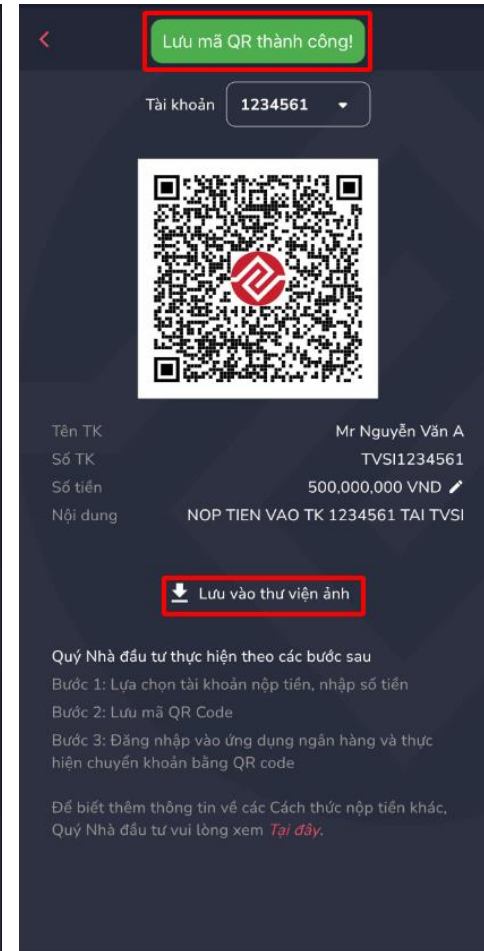 Lưu mã QR thành công!
Tài khoản 1234561
Tên TK Mr Nguyễn Văn A
Số TK TVSI1234561
Số tiền 500,000,000 VND
Nội dung NOP TIEN VAO TK 1234561 TAI TVSI
Lưu vào thư viện ảnh
Quý Nhà đầu tư thực hiện theo các bước sau
Bước 1: Lựa chọn tài khoản nộp tiền, nhập số tiền
Bước 2: Lưu mã QR Code
Bước 3: Đăng nhập vào ứng dụng ngân hàng và thực
hiện chuyển khoản bằng QR code
Để biết thêm thông tin về các Cách thức nộp tiền khác,
Quý Nhà đầu tư vui lòng xem Tại đây.